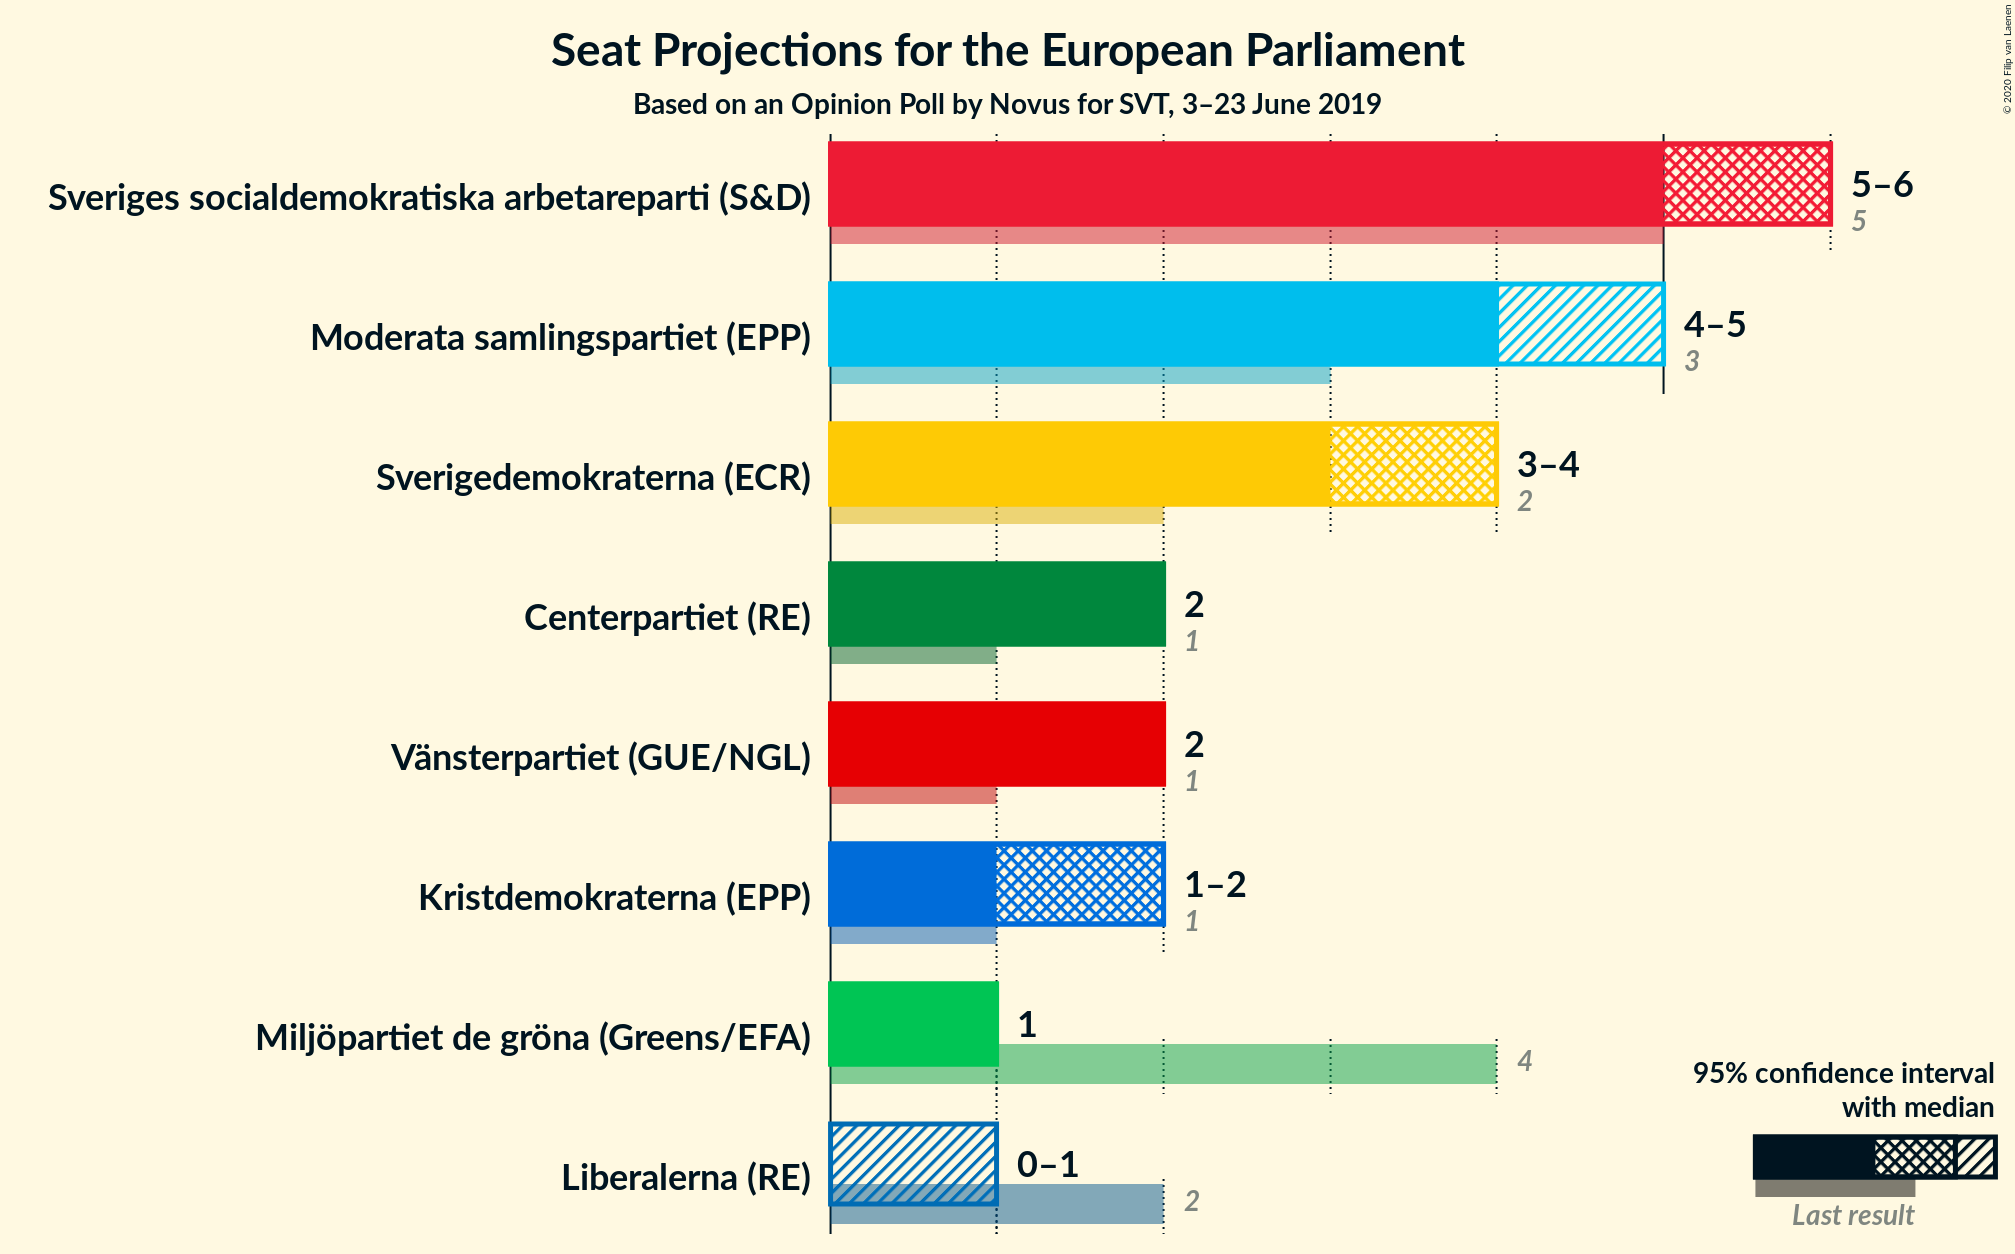 Seat Projections for the European Parliament
Based on an Opinion Poll by Novus for SVT, 3–23 June 2019
© 2020 Filip van Laenen
Sveriges socialdemokratiska arbetareparti (S&D)
5–6
5
Moderata samlingspartiet (EPP)
4–5
3
Sverigedemokraterna (ECR)
3–4
2
Centerpartiet (RE)
2
1
Vänsterpartiet (GUE/NGL)
2
1
Kristdemokraterna (EPP)
1–2
1
Miljöpartiet de gröna (Greens/EFA)
1
4
Liberalerna (RE)
0–1
2
95% confidence interval
with median
Last result